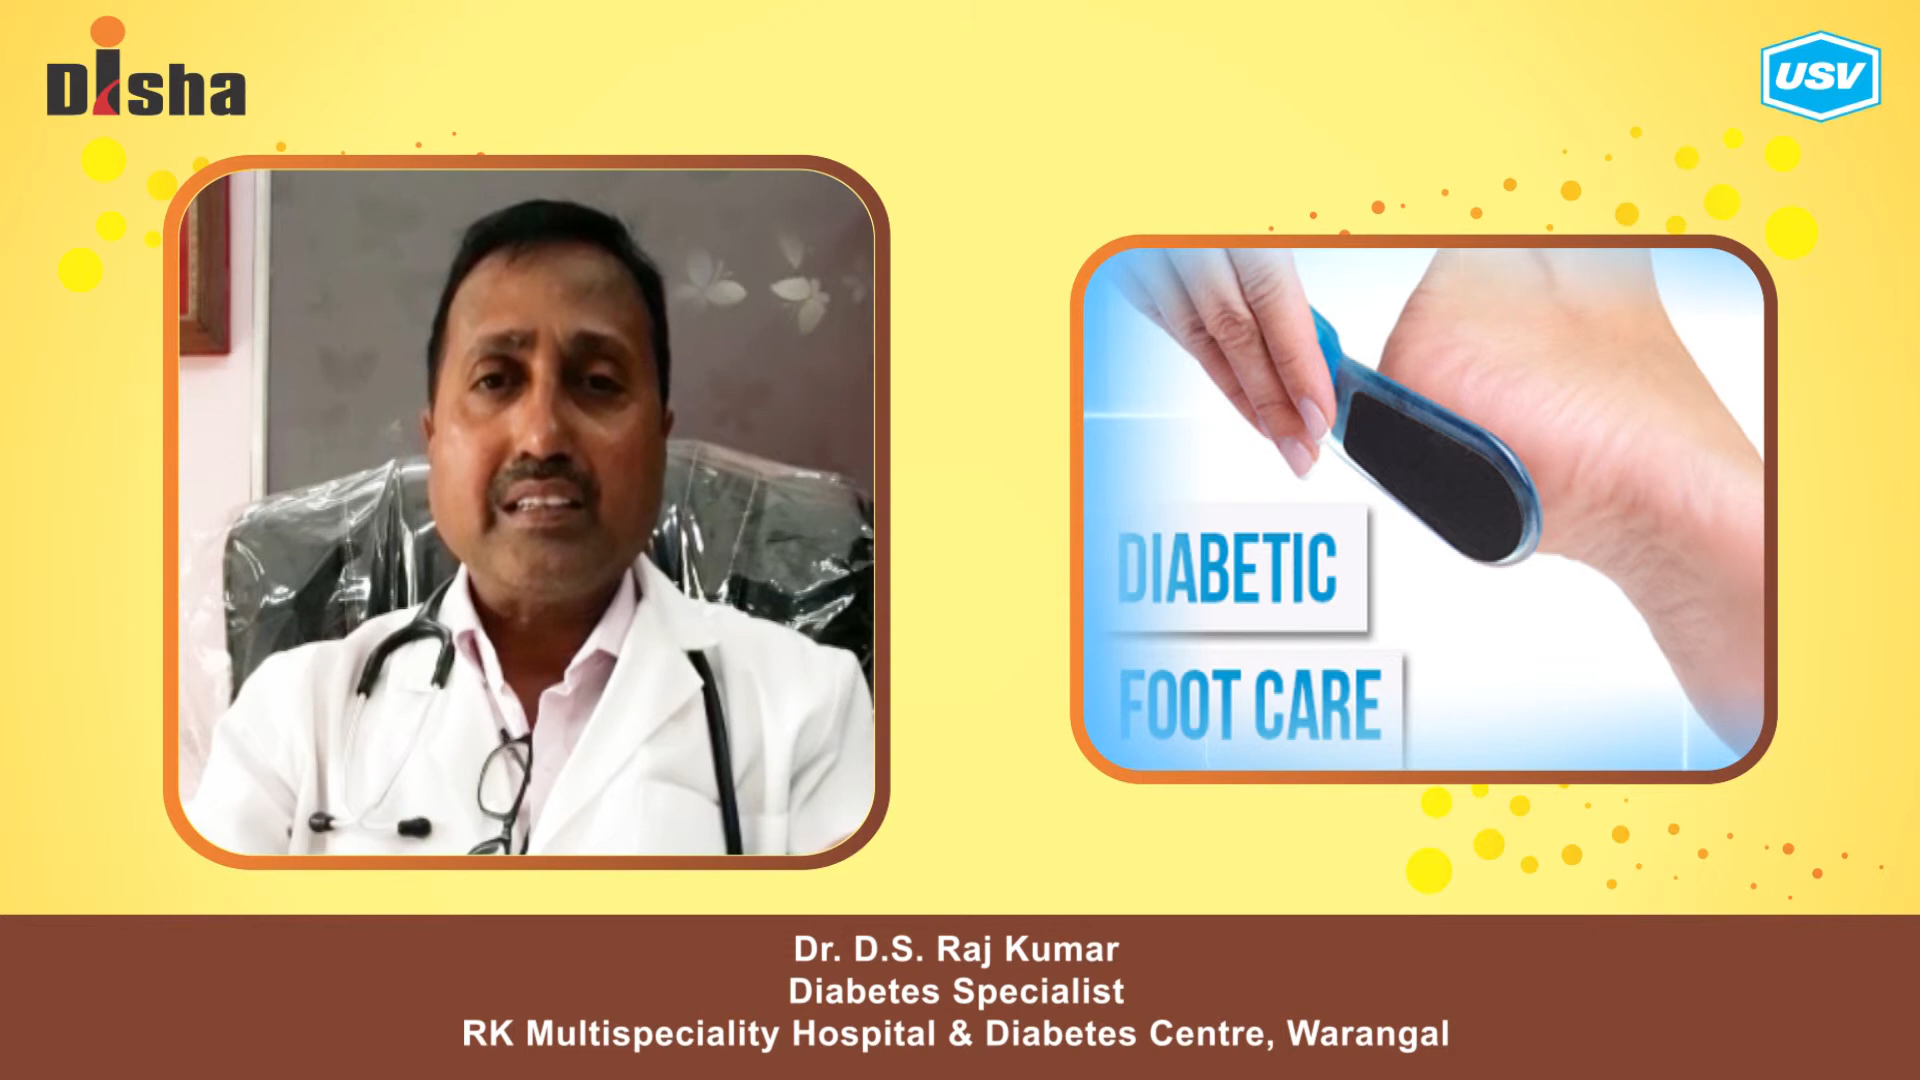 Disha
USV
DIABETIC
FOOT CARE
Dr. D.S. Raj Kumar
Diabetes Specialist
RK Multispeciality Hospital & Diabetes Centre, Warangal